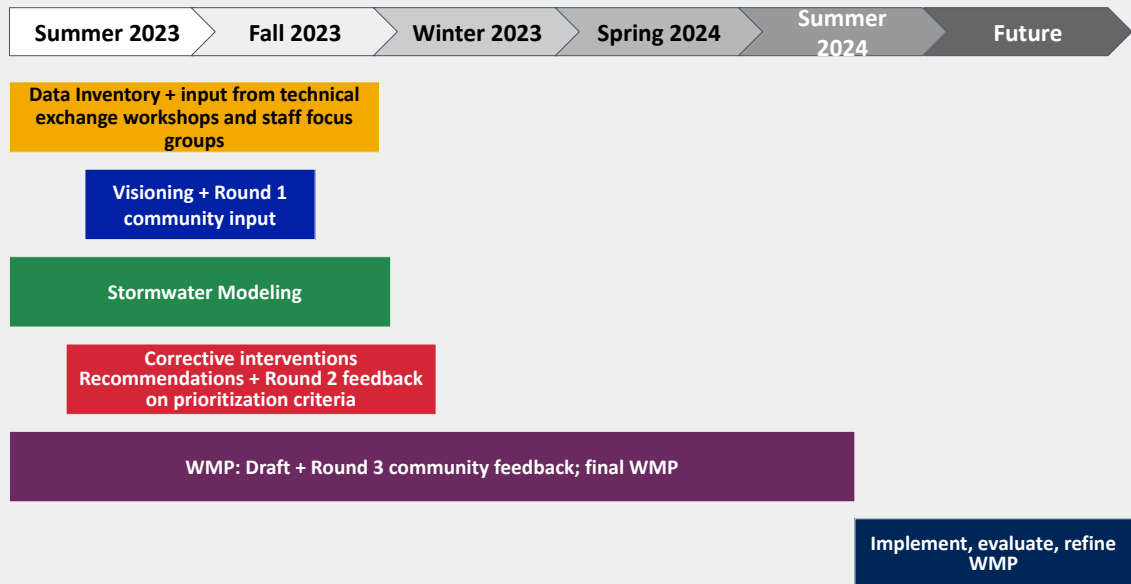 Summer 2023
Fall 2023
Winter 2023
Spring 2024
Summer
2024
Future
Data Inventory + input from technical
exchange workshops and staff focus
groups
Visioning + Round 1
community input
Stormwater Modeling
Corrective interventions
Recommendations + Round 2 feedback
on prioritization criteria
WMP: Draft + Round 3 community feedback; final WMP
Implement, evaluate, refine
WMP